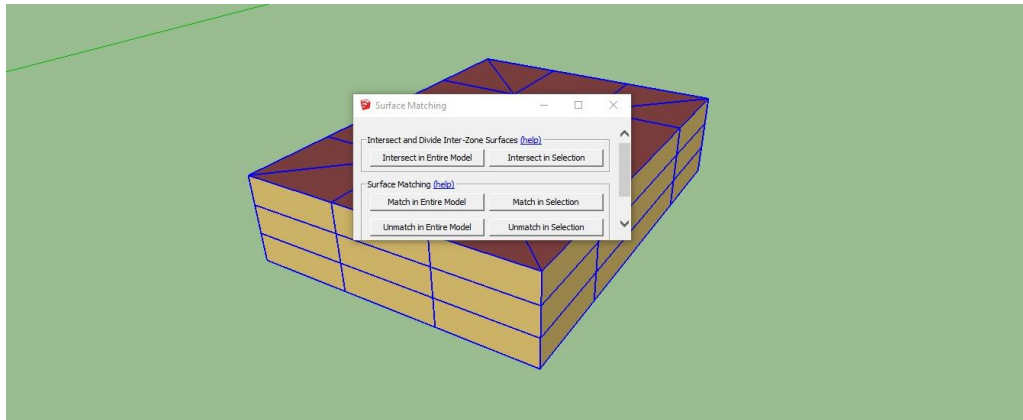 Surface Matching
Intersect and Divide Inter-Zone Surfaces (help)
Intersect in Entire Model Intersect in Selection
Surface Matching (help)
Match in Entire Model Match in Selection
Unmatch in Entire Model Unmatch in Selection